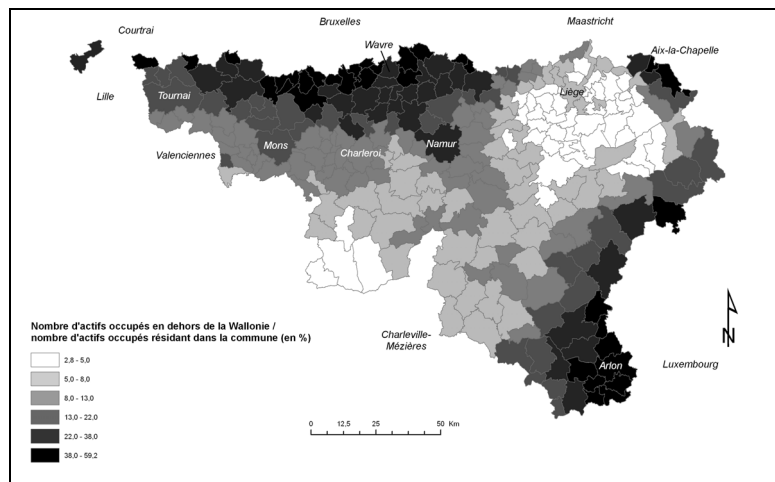 Courtrai
Bruxelles
Maastricht
Wavre
Aix-la-Chapelle
Lille
Tournai
Liège
Valenciennes
Mons
Charleroi
Namur
Charleville-
Mézières
Arlon
Luxembourg
N
Nombre d'actifs occupés en dehors de la Wallonie /
nombre d'actifs occupés résidant dans la commune (en %)
2,8 - 5,0
5,0 - 8,0
8,0 - 13,0
13,0 - 22,0
22,0 - 38,0
38,0 - 59,2
0 12,5 25 50 Km